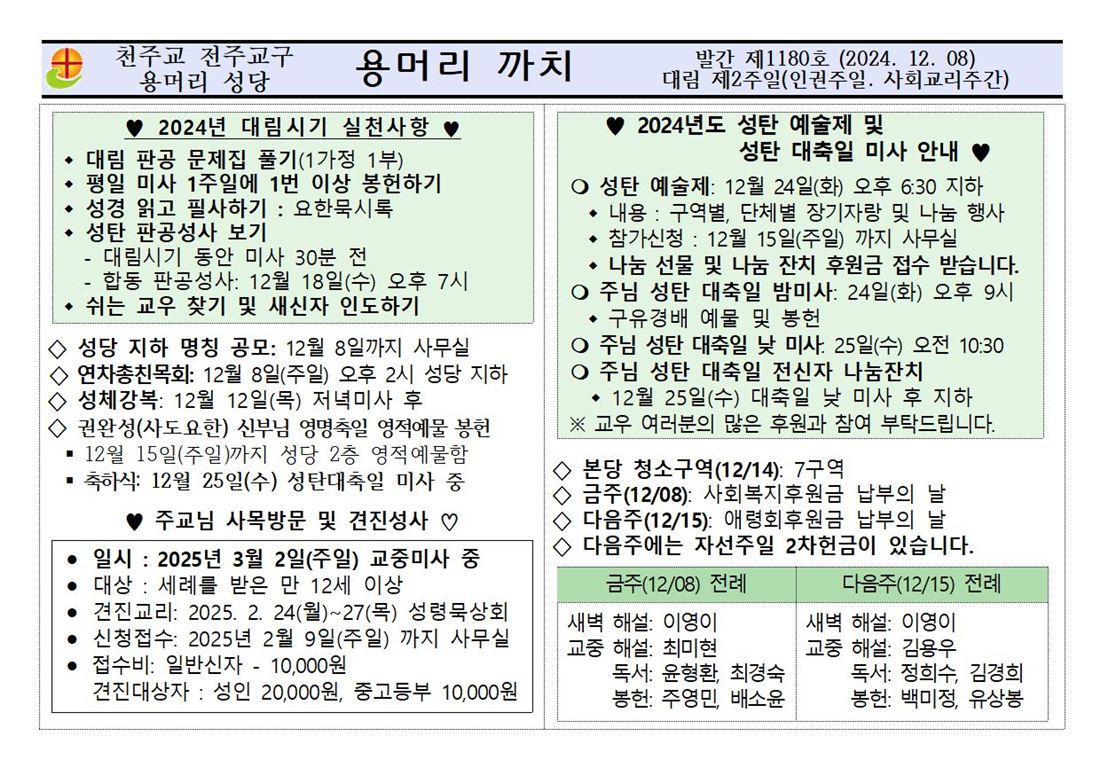 천주교 전주교구
용머리 성당
용머리 까치
발간 제1180호 (2024. 12. 08)
대림 제2주일(인권주일. 사회교리주간)
♥ 2024년 대림시기 실천사항 ♥
◆ 대림 판공 문제집 풀기(1가정 1부)
◆ 평일 미사 1주일에 1번 이상 봉헌하기
◆ 성경 읽고 필사하기 : 요한묵시록
◆ 성탄 판공성사 보기
- 대림시기 동안 미사 30분 전
- 합동 판공성사: 12월 18일(수) 오후 7시
◆ 쉬는 교우 찾기 및 새신자 인도하기
◇ 성당 지하 명칭 공모: 12월 8일까지 사무실
◇ 연차총친목회: 12월 8일(주일) 오후 2시 성당 지하
◇ 성체강복: 12월 12일(목) 저녁미사 후
◇ 권완성(사도요한) 신부님 영명축일 영적예물 봉헌
▪ 12월 15일(주일)까지 성당 2층 영적예물함
▪ 축하식: 12월 25일(수) 성탄대축일 미사 중
♥ 주교님 사목방문 및 견진성사 ♡
● 일시 : 2025년 3월 2일(주일) 교중미사 중
● 대상 : 세례를 받은 만 12세 이상
● 견진교리: 2025. 2. 24(월)~27(목) 성령묵상회
● 신청접수: 2025년 2월 9일(주일) 까지 사무실
● 접수비: 일반신자 - 10,000원
견진대상자 : 성인 20,000원, 중고등부 10,000원
♥ 2024년도 성탄 예술제 및
성탄 대축일 미사 안내 ♥
❍ 성탄 예술제: 12월 24일(화) 오후 6:30 지하
◆ 내용 : 구역별, 단체별 장기자랑 및 나눔 행사
◆ 참가신청 : 12월 15일(주일) 까지 사무실
◆ 나눔 선물 및 나눔 잔치 후원금 접수 받습니다.
❍ 주님 성탄 대축일 밤미사: 24일(화) 오후 9시
◆ 구유경배 예물 및 봉헌
❍ 주님 성탄 대축일 낮 미사: 25일(수) 오전 10:30
❍ 주님 성탄 대축일 전신자 나눔잔치
◆ 12월 25일(수) 대축일 낮 미사 후 지하
※ 교우 여러분의 많은 후원과 참여 부탁드립니다.
◇ 본당 청소구역(12/14): 7구역
◇ 금주(12/08): 사회복지후원금 납부의 날
◇ 다음주(12/15): 애령회후원금 납부의 날
◇ 다음주에는 자선주일 2차헌금이 있습니다.
금주(12/08) 전례
새벽 해설: 이영이
교중 해설: 최미현
독서: 윤형환, 최경숙
봉헌: 주영민, 배소윤
다음주(12/15) 전례
새벽 해설: 이영이
교중 해설: 김용우
독서: 정희수, 김경희
봉헌: 백미정, 유상봉